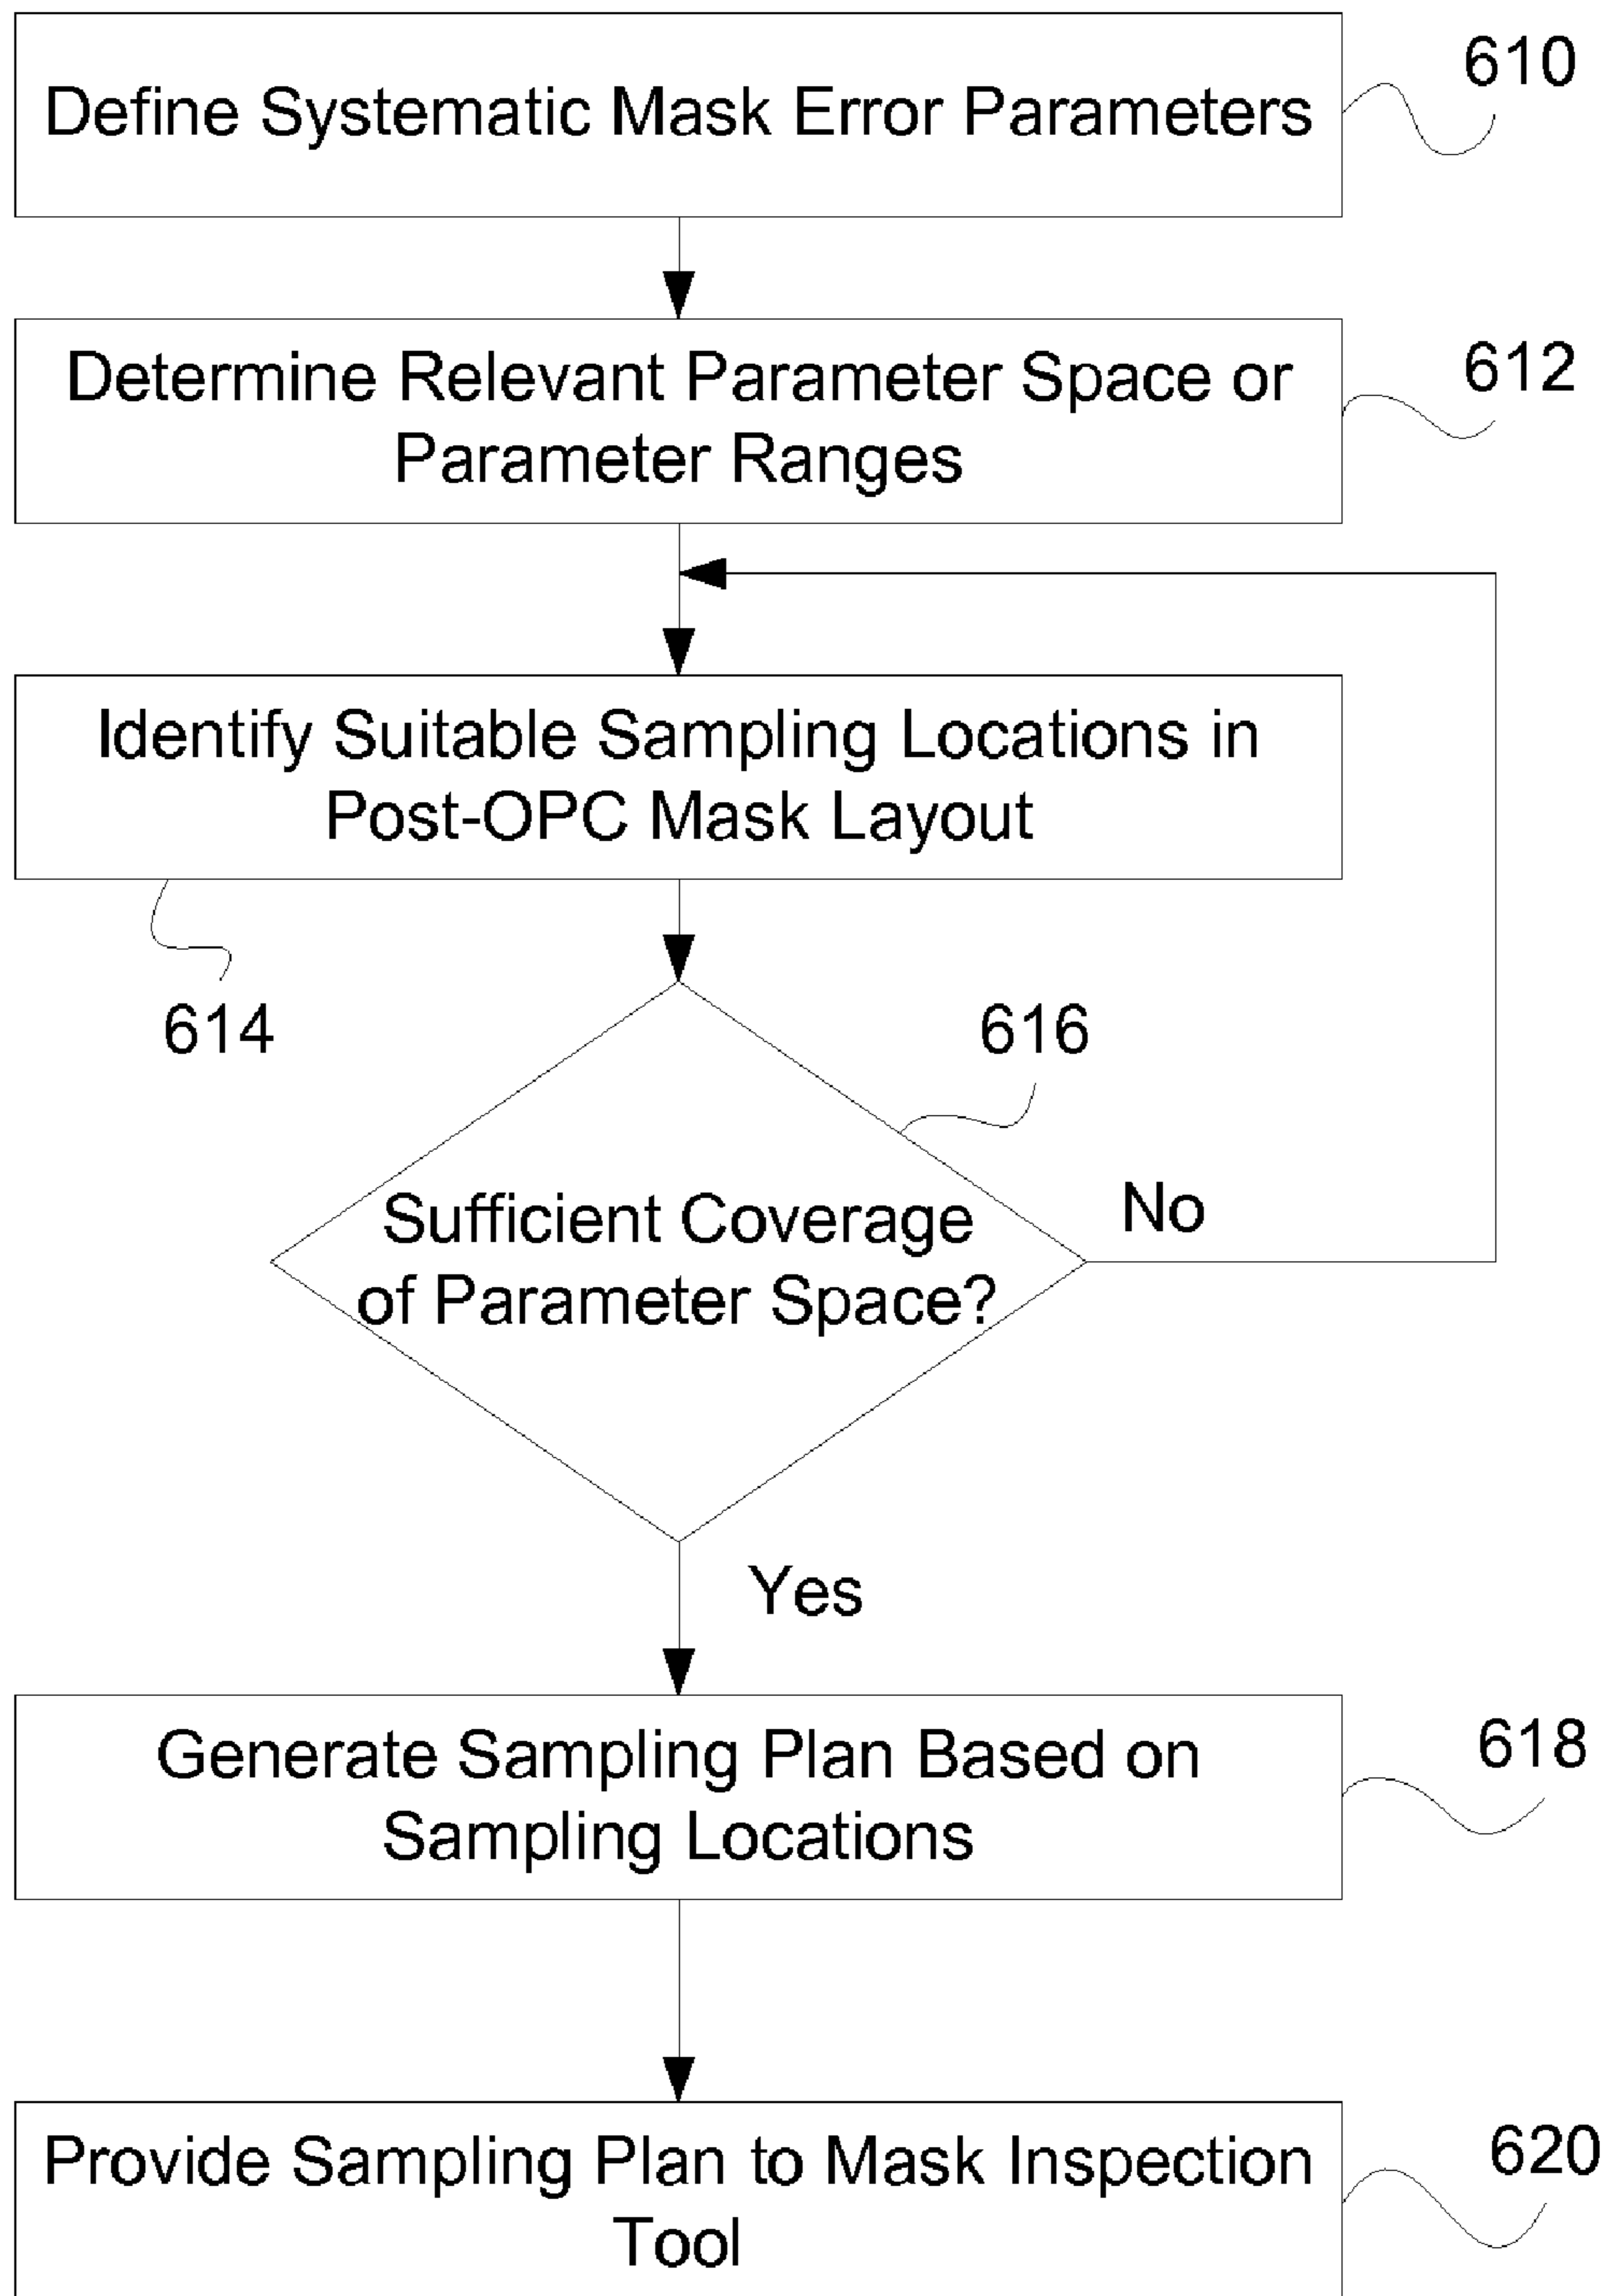 Define Systematic Mask Error Parameters
610
Determine Relevant Parameter Space or
Parameter Ranges
612
Identify Suitable Sampling Locations in
Post-OPC Mask Layout
614
616
Sufficient Coverage
of Parameter Space?
No
Yes
Generate Sampling Plan Based on
Sampling Locations
618
Provide Sampling Plan to Mask Inspection
Tool
620